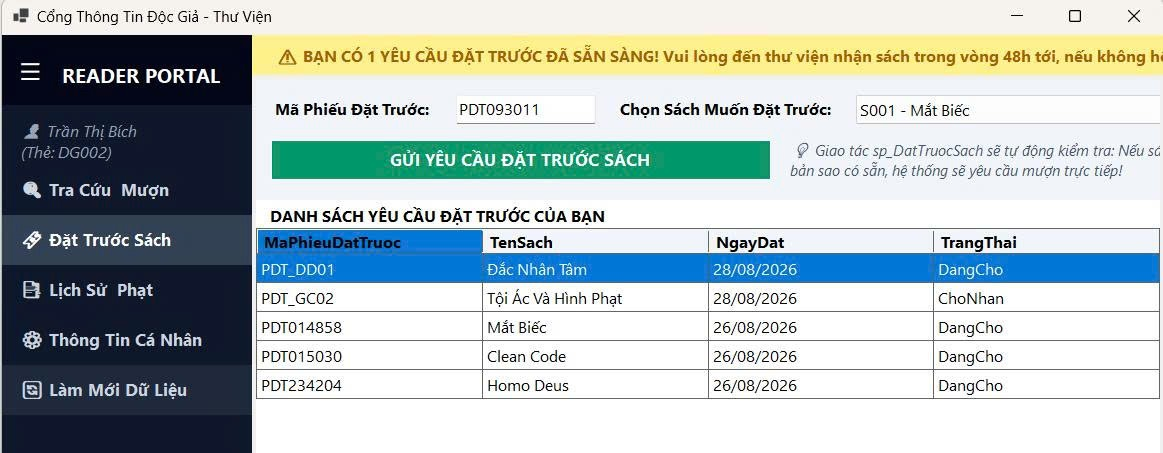 Cổng Thông Tin Độc Giả - Thư Viện
READER PORTAL
Trần Thị Bích
(Thẻ: DG002)
Tra Cứu Mượn
Đặt Trước Sách
Lịch Sử Phạt
Thông Tin Cá Nhân
Làm Mới Dữ Liệu
⚠ BẠN CÓ 1 YÊU CẦU ĐẶT TRƯỚC ĐÃ SẴN SÀNG! Vui lòng đến thư viện nhận sách trong vòng 48h tới, nếu không
Mã Phiếu Đặt Trước: PDT093011 Chọn Sách Muốn Đặt Trước: S001 - Mắt Biếc
GỬI YÊU CẦU ĐẶT TRƯỚC SÁCH
Giao tác sp_DatTruocSach sẽ tự động kiểm tra: Nếu
bản sao có sẵn, hệ thống sẽ yêu cầu mượn trực tiếp!
DANH SÁCH YÊU CẦU ĐẶT TRƯỚC CỦA BẠN
MaPhieuDatTruoc TenSach NgayDat TrangThai
PDT_DD01 Đắc Nhân Tâm 28/08/2026 DangCho
PDT_GC02 Tội Ác Và Hình Phạt 28/08/2026 ChoNhan
PDT014858 Mắt Biếc 26/08/2026 DangCho
PDT015030 Clean Code 26/08/2026 DangCho
PDT234204 Homo Deus 26/08/2026 DangCho